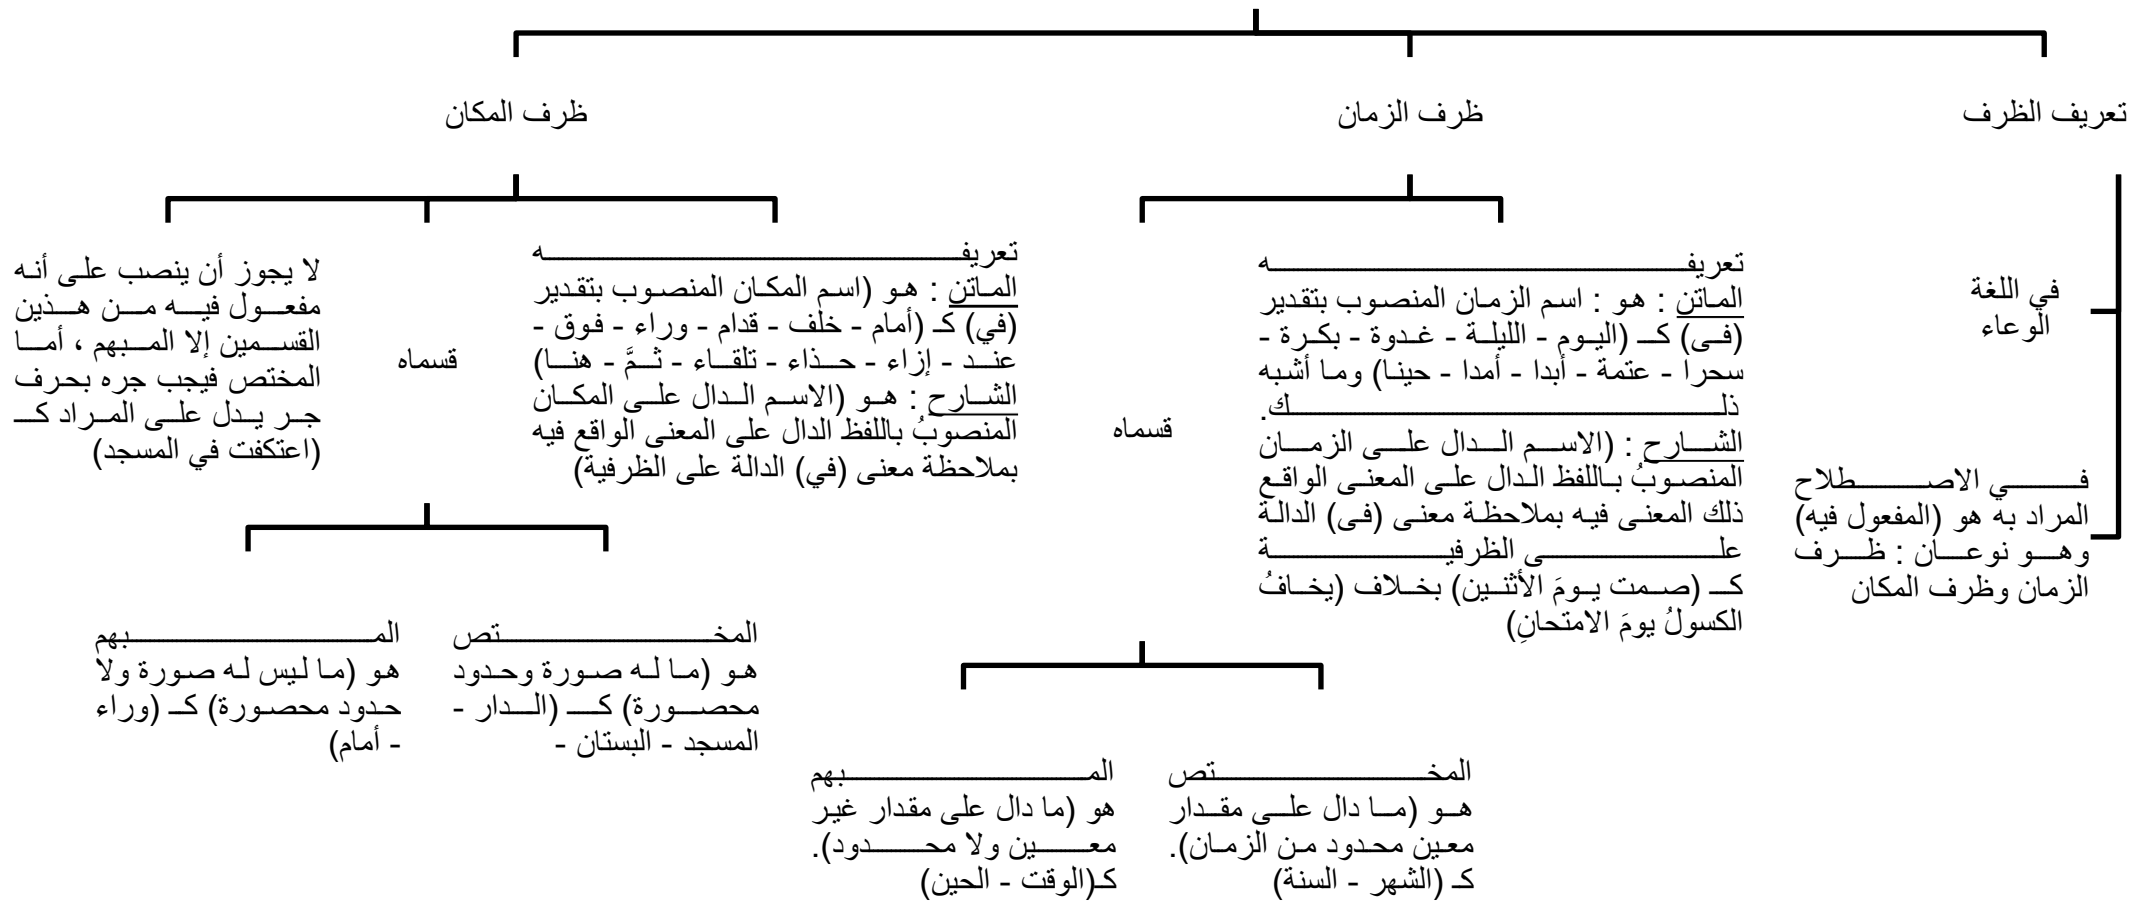 تعريف الظرف
في اللغة
الوعاء
في الاصطلاح
المراد به هو (المفعول فيه)
وهو نوعان : ظرف
الزمان وظرف المكان
ظرف الزمان
تعريفه
الماتن : هو : اسم الزمان المنصوب بتقدير
(فى) كـ (اليوم - الليلة - غدوة - بكرة -
سحرا - عتمة - أبدا - أمدا - حينا) وما أشبه
ذلك.
الشارح : (الاسم الدال على الزمان
المنصوبُ باللفظ الدال على المعنى الواقع
ذلك المعنى فيه بملاحظة معنى (فى) الدالة
على الظرفية
كـ (صمت يومَ الأثنين) بخلاف (يخافُ
الكسولُ يومَ الامتحانِ)
قسماه
المختص
هو (ما دال على مقدار
معين محدود من الزمان).
كـ (الشهر - السنة)
المبهم
هو (ما دال على مقدار غير
معين ولا محدود).
كـ(الوقت - الحين)
ظرف المكان
تعريفه
الماتن : هو (اسم المكان المنصوب بتقدير
(في) كـ (أمام - خلف - قدام - وراء - فوق -
عند - إزاء - حذاء - تلقاء - ثمَّ - هنا)
الشارح : هو (الاسم الدال على المكان
المنصوبُ باللفظ الدال على المعنى الواقع فيه
بملاحظة معنى (في) الدالة على الظرفية)
قسماه
المختص
هو (ما له صورة وحدود
محصورة) كـ (الدار -
المسجد - البستان -
المبهم
هو (ما ليس له صورة ولا
حدود محصورة) كـ (وراء
- أمام)
لا يجوز أن ينصب على أنه
مفعول فيه من هذين
القسمين إلا المبهم ، أما
المختص فيجب جره بحرف
جر يدل على المراد كـ
(اعتكفت في المسجد)